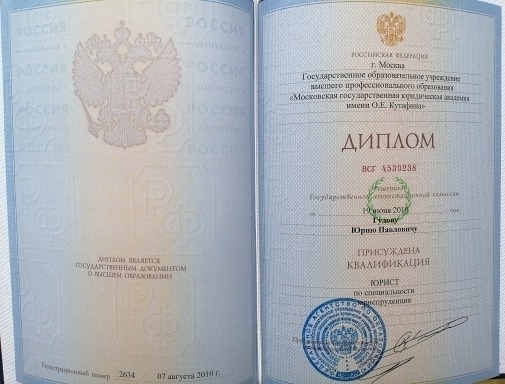 ДИПЛОМ ЯВЛЯЕТСЯ
ГОСУДАРСТВЕННЫМ ДОКУМЕНТОМ
О ВЫСШЕМ ОБРАЗОВАНИИ
Регистрационный номер 2634 07 августа 2010 г.
РОССИЙСКАЯ ФЕДЕРАЦИЯ
г. Москва
Государственное образовательное учреждение
высшего профессионального образования
«Московская государственная юридическая академия
имени О.Е. Кутафина»
ДИПЛОМ
ВСГ 4539238
Решением
Государственной аттестационной комиссии
от 19 июня 2010 года
Гудову
Юрию Павловичу
ПРИСУЖДЕНА
КВАЛИФИКАЦИЯ
ЮРИСТ
по специальности
юриспруденция